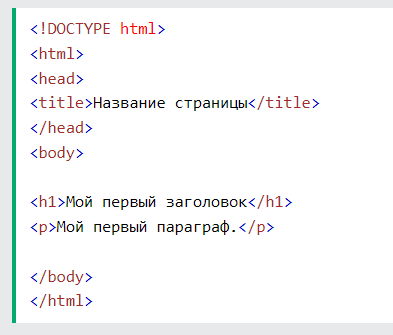 <!DOCTYPE html>
<html>
<head>
<title>Название страницы</title>
</head>
<body>
<h1>Мой первый заголовок</h1>
<p>Мой первый параграф.</p>
</body>
</html>